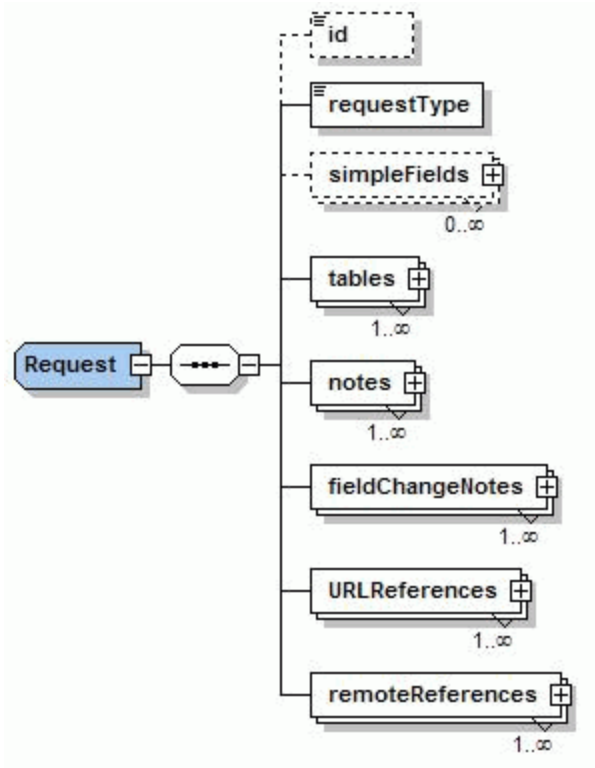 id
requestType
simpleFields
0..∞
tables
1..∞
Request
notes
1..∞
fieldChangeNotes
1..∞
URLReferences
1..∞
remoteReferences
1..∞